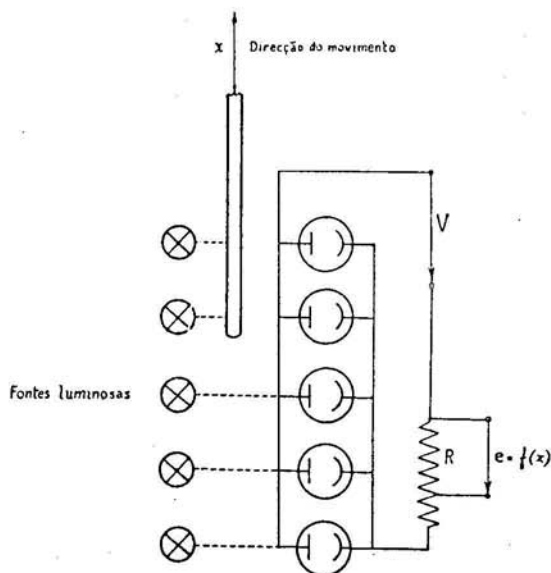 x Direcção do movimento
V
Fontes luminosas
R
e = f(x)